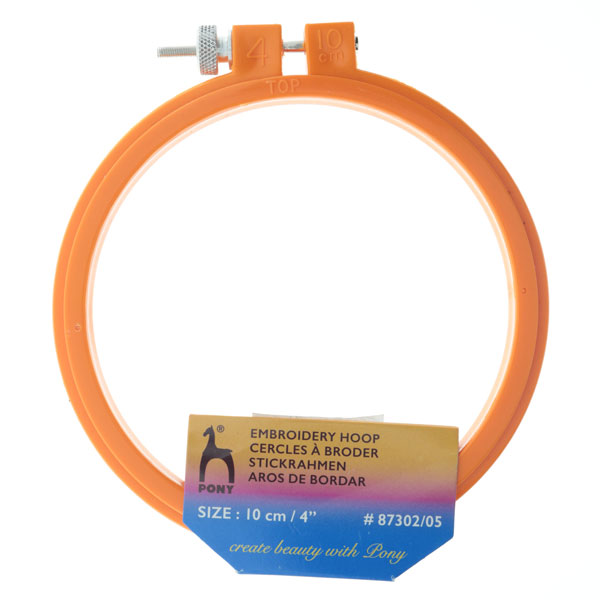 4 10
cm
TOP
®
PONY
EMBROIDERY HOOP
CERCLES À BRODER
STICKRAHMEN
AROS DE BORDAR
SIZE : 10 cm / 4” # 87302/05
create beauty with Pony